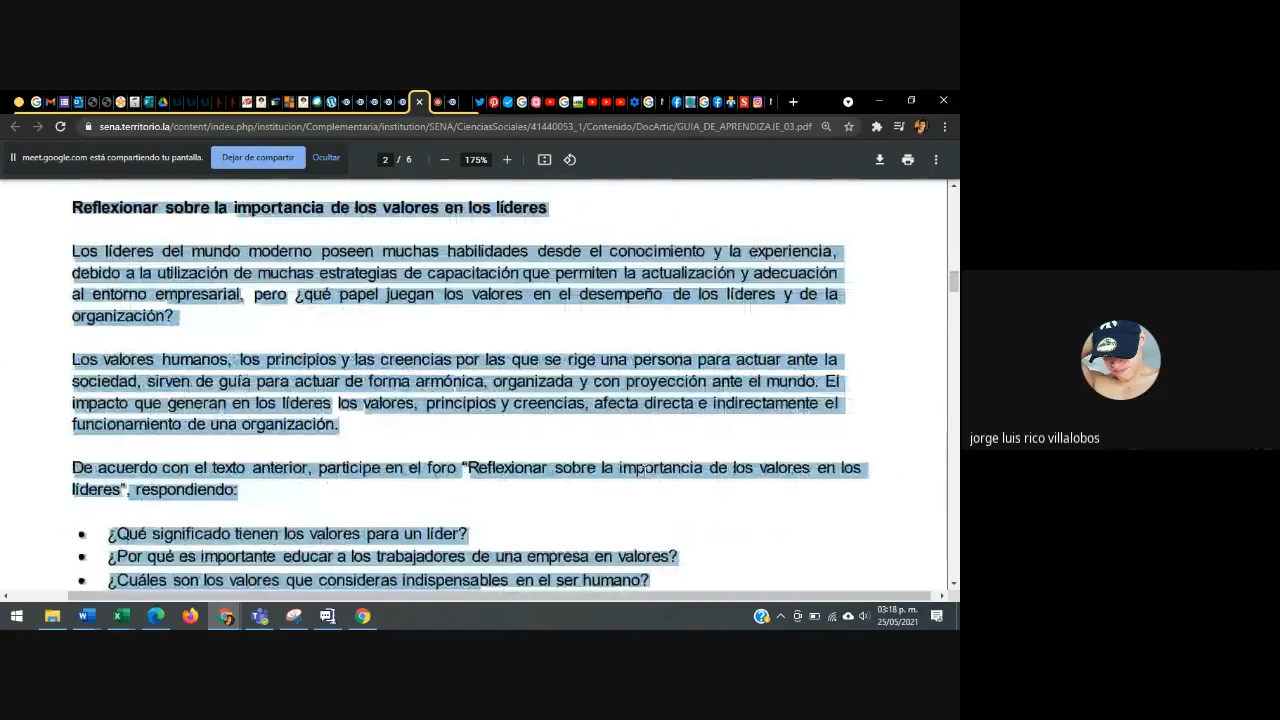 sena.territorio.la/content/index.php/institucion/Complementaria/institution/SENA/CienciasSociales/41440053_1/Contenido/DocArtic/GUIA_DE_APRENDIZAJE_03.pdf
meet.google.com está compartiendo tu pantalla.
Dejar de compartir
Ocultar
2 / 6
175%
Reflexionar sobre la importancia de los valores en los líderes
Los líderes del mundo moderno poseen muchas habilidades desde el conocimiento y la experiencia,
debido a la utilización de muchas estrategias de capacitación que permiten la actualización y adecuación
al entorno empresarial, pero ¿qué papel juegan los valores en el desempeño de los líderes y de la
organización?
Los valores humanos, los principios y las creencias por las que se rige una persona para actuar ante la
sociedad, sirven de guía para actuar de forma armónica, organizada y con proyección ante el mundo. El
impacto que generan en los líderes los valores, principios y creencias, afecta directa e indirectamente el
funcionamiento de una organización.
De acuerdo con el texto anterior, participe en el foro “Reflexionar sobre la importancia de los valores en los
líderes”, respondiendo:
• ¿Qué significado tienen los valores para un líder?
• ¿Por qué es importante educar a los trabajadores de una empresa en valores?
• ¿Cuáles son los valores que consideras indispensables en el ser humano?
03:18 p. m.
25/05/2021
jorge luis rico villalobos